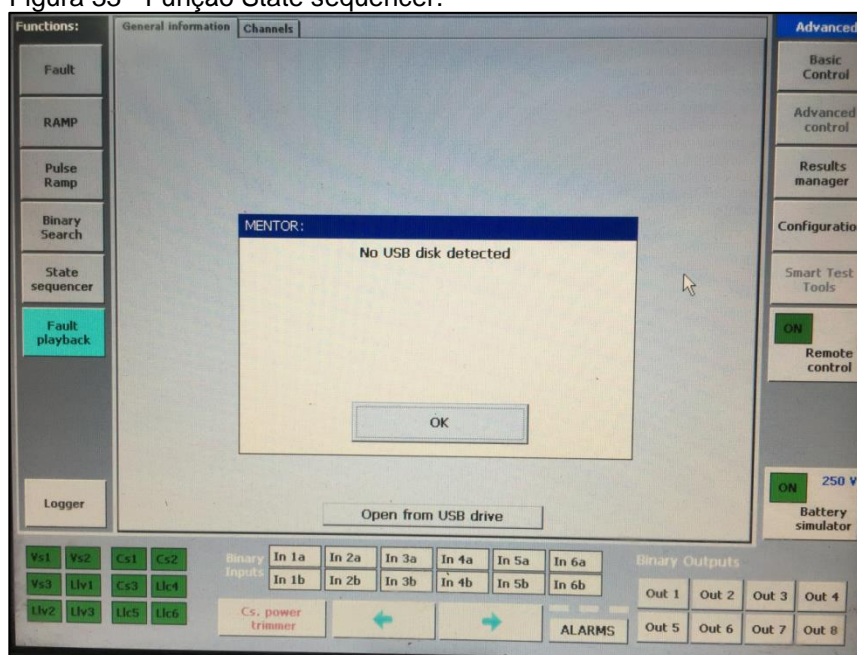 Figura 53 - Função State sequencer.
Functions:
General information
Channels
Advanced
Fault
RAMP
Pulse
Ramp
Binary
Search
State
sequencer
Fault
playback
Logger
MENTOR:
No USB disk detected
OK
Open from USB drive
Basic
Control
Advanced
control
Results
manager
Configuratio
Smart Test
Tools
ON
Remote
control
ON 250 V
Battery
simulator
Vs1 Vs2 Cs1 Cs2
Vs3 Llv1 Cs3 Llc4
Llv2 Llv3 Llc5 Llc6
Binary
Inputs
In 1a In 2a In 3a In 4a In 5a In 6a
In 1b In 2b In 3b In 4b In 5b In 6b
Cs. power
trimmer
ALARMS
Binary Outputs
Out 1 Out 2 Out 3 Out 4
Out 5 Out 6 Out 7 Out 8